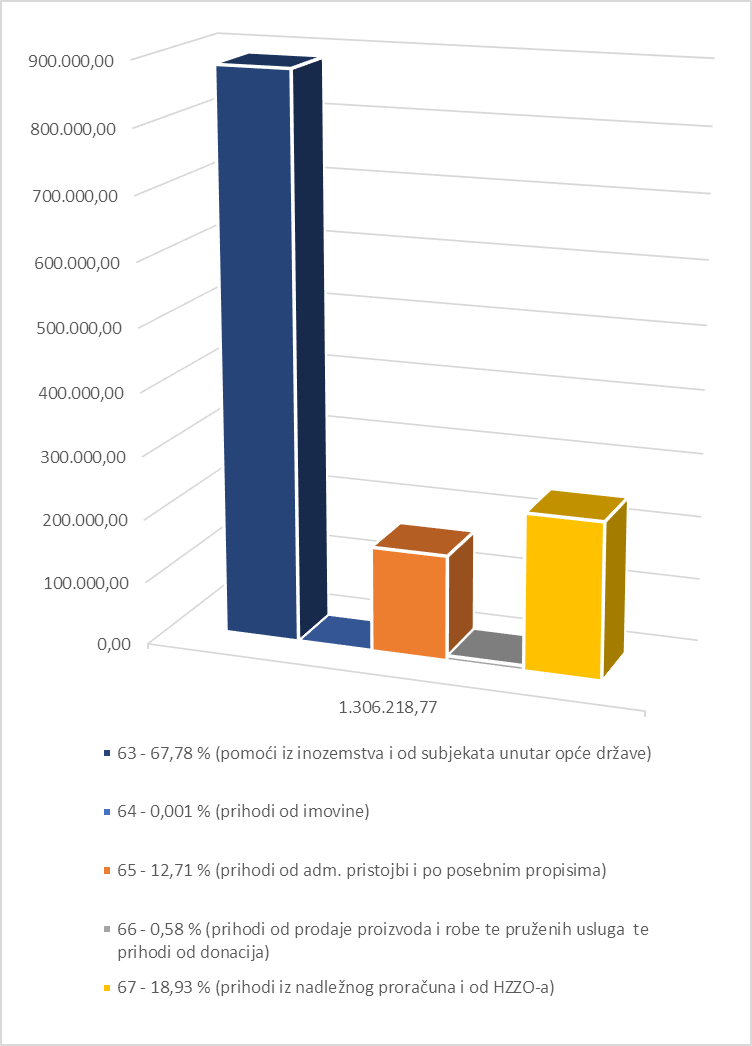 900.000,00
800.000,00
700.000,00
600.000,00
500.000,00
400.000,00
300.000,00
200.000,00
100.000,00
0,00
1.306.218,77
63 - 67,78 % (pomoći iz inozemstva i od subjekata unutar opće države)
64 - 0,001 % (prihodi od imovine)
65 - 12,71 % (prihodi od adm. pristojbi i po posebnim propisima)
66 - 0,58 % (prihodi od prodaje proizvoda i robe te pruženih usluga  te
prihodi od donacija)
67 - 18,93 % (prihodi iz nadležnog proračuna i od HZZO-a)